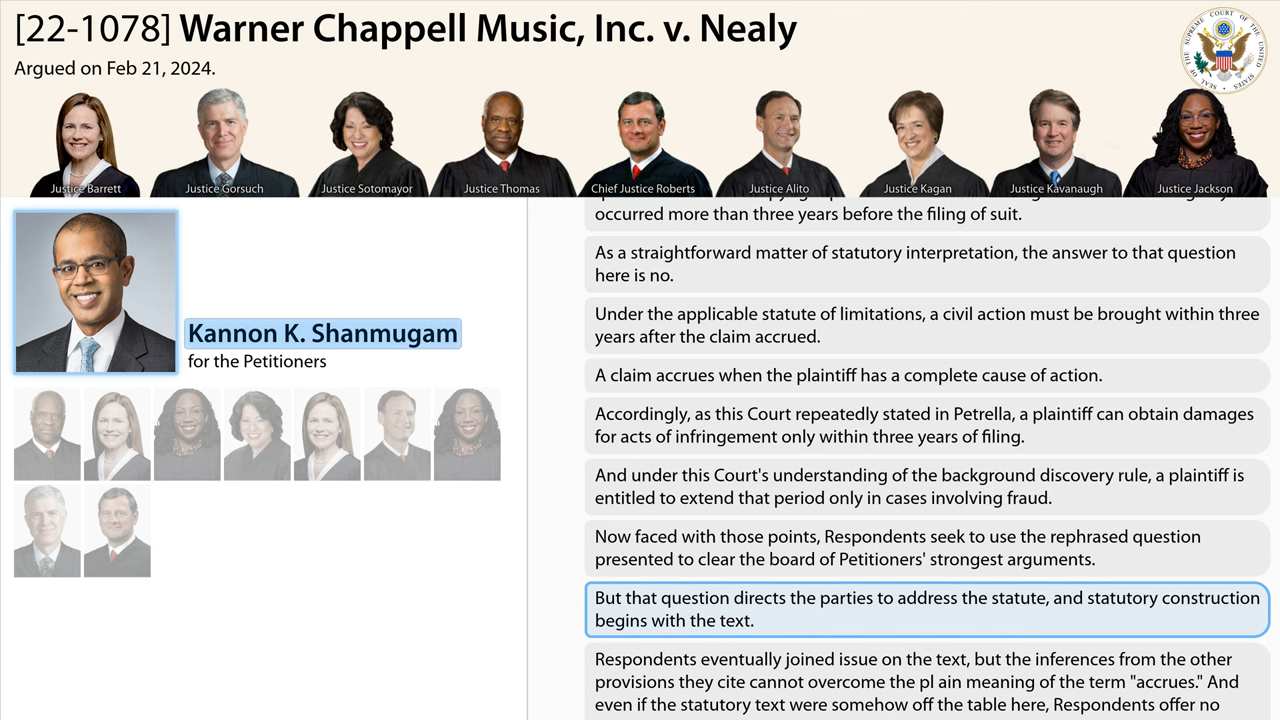 [22-1078] Warner Chappell Music, Inc. v. Nealy
Argued on Feb 21, 2024.
SEAL OF THE SUPREME COURT OF THE UNITED STATES
Justice Barrett
Justice Gorsuch
Justice Sotomayor
Justice Thomas
Chief Justice Roberts
Justice Alito
Justice Kagan
Justice Kavanaugh
Justice Jackson
Kannon K. Shanmugam
for the Petitioners
occurred more than three years before the filing of suit.
As a straightforward matter of statutory interpretation, the answer to that question
here is no.
Under the applicable statute of limitations, a civil action must be brought within three
years after the claim accrued.
A claim accrues when the plaintiff has a complete cause of action.
Accordingly, as this Court repeatedly stated in Petrella, a plaintiff can obtain damages
for acts of infringement only within three years of filing.
And under this Court's understanding of the background discovery rule, a plaintiff is
entitled to extend that period only in cases involving fraud.
Now faced with those points, Respondents seek to use the rephrased question
presented to clear the board of Petitioners' strongest arguments.
But that question directs the parties to address the statute, and statutory construction
begins with the text.
Respondents eventually joined issue on the text, but the inferences from the other
provisions they cite cannot overcome the pl ain meaning of the term "accrues." And
even if the statutory text were somehow off the table here, Respondents offer no